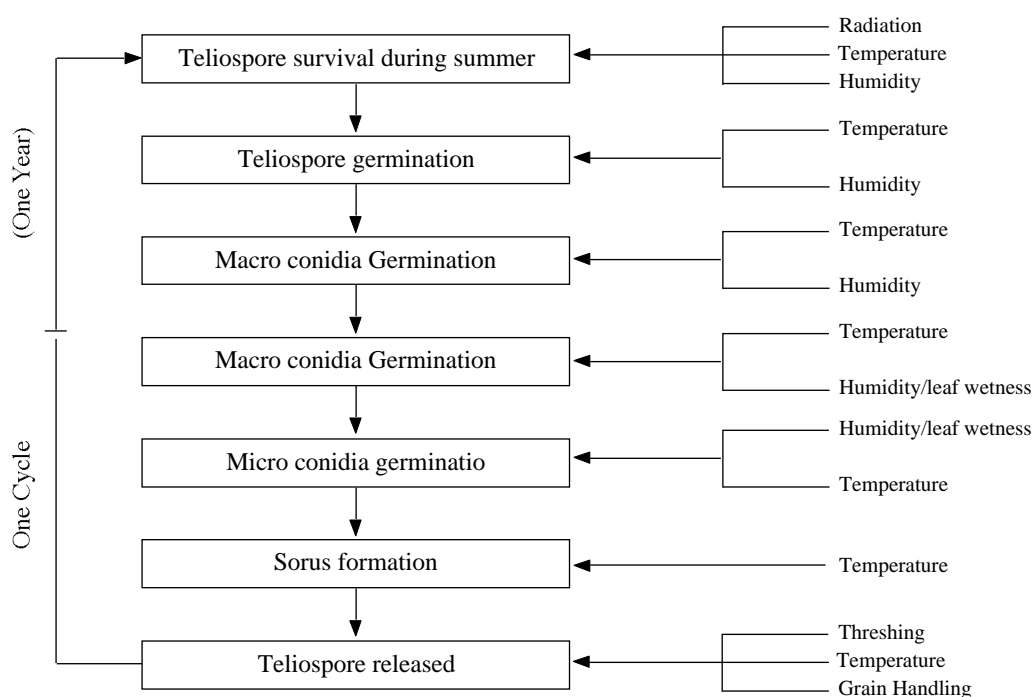 Radiation
Teliospore survival during summer
Temperature
Humidity
(One Year)
Temperature
Teliospore germination
Humidity
Temperature
Macro conidia Germination
Humidity
Temperature
Macro conidia Germination
Humidity/leaf wetness
One Cycle
Humidity/leaf wetness
Micro conidia germinatio
Temperature
Sorus formation
Temperature
Threshing
Teliospore released
Temperature
Grain Handling